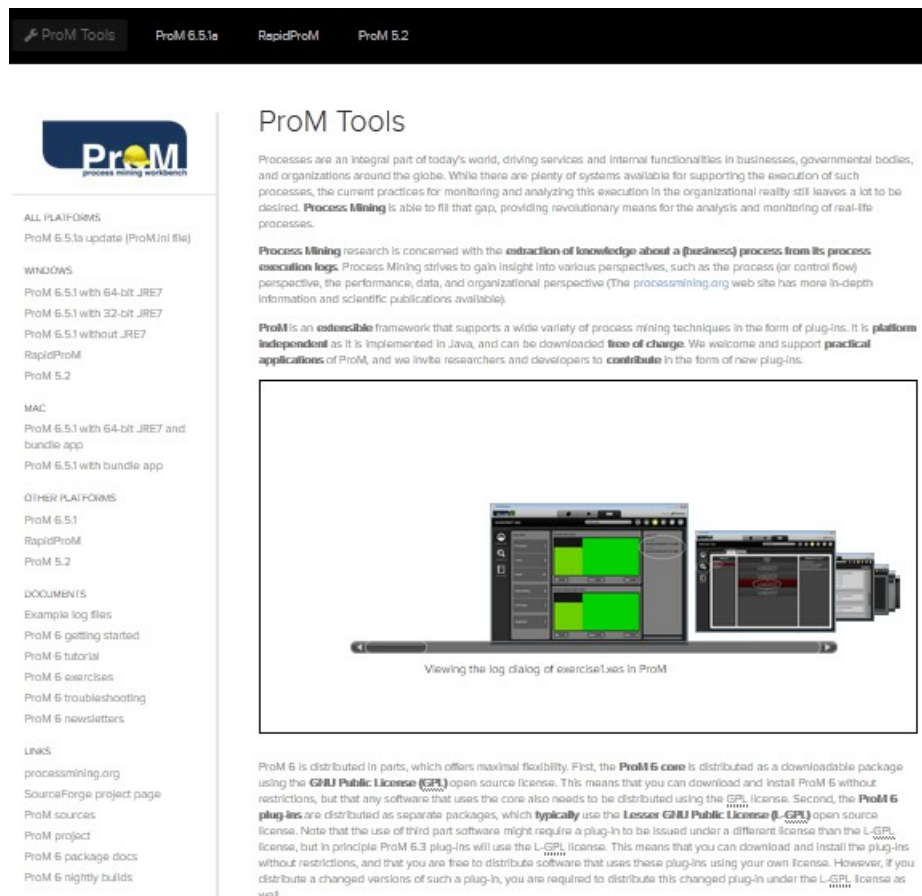 ProM Tools
ProM 6.5.1a
RapidProM
ProM 5.2
ProM
process mining workbench
ALL PLATFORMS
ProM 6.5.1a update (ProM.ini file)
WINDOWS
ProM 6.5.1 with 64-bit JRE7
ProM 6.5.1 with 32-bit JRE7
ProM 6.5.1 without JRE7
RapidProM
ProM 5.2
MAC
ProM 6.5.1 with 64-bit JRE7 and
bundle app
ProM 6.5.1 with bundle app
OTHER PLATFORMS
ProM 6.5.1
RapidProM
ProM 5.2
DOCUMENTS
Example log files
ProM 6 getting started
ProM 6 tutorial
ProM 6 exercises
ProM 6 troubleshooting
ProM 6 newsletters
LINKS
processmining.org
SourceForge project page
ProM sources
ProM project
ProM 6 package docs
ProM 6 nightly builds
ProM Tools
Processes are an integral part of today's world, driving services and internal functionalities in businesses, governmental bodies,
and organizations around the globe. While there are plenty of systems available for supporting the execution of such
processes, the current practices for monitoring and analyzing this execution in the organizational reality still leaves a lot to be
desired. Process Mining is able to fill that gap, providing revolutionary means for the analysis and monitoring of real-life
processes.
Process Mining research is concerned with the extraction of knowledge about a (business) process from its process
execution logs. Process Mining strives to gain insight into various perspectives, such as the process (or control flow)
perspective, the performance, data, and organizational perspective (The processmining.org web site has more in-depth
information and scientific publications available).
ProM is an extensible framework that supports a wide variety of process mining techniques in the form of plug-ins. It is platform
independent as it is implemented in Java, and can be downloaded free of charge. We welcome and support practical
applications of ProM, and we invite researchers and developers to contribute in the form of new plug-ins.
Viewing the log dialog of exercise1.xes in ProM
ProM 6 is distributed in parts, which offers maximal flexibility. First, the ProM 6 core is distributed as a downloadable package
using the GNU Public License (GPL) open source license. This means that you can download and install ProM 6 without
restrictions, but that any software that uses the core also needs to be distributed using the GPL license. Second, the ProM 6
plug-ins are distributed as separate packages, which typically use the Lesser GNU Public License (L-GPL) open source
license. Note that the use of third part software might require a plug-in to be issued under a different license than the L-GPL
license, but in principle ProM 6.3 plug-ins will use the L-GPL license. This means that you can download and install the plug-ins
without restrictions, and that you are free to distribute software that uses these plug-ins using your own license. However, if you
distribute a changed versions of such a plug-in, you are required to distribute this changed plug-in under the L-GPL license as
well.